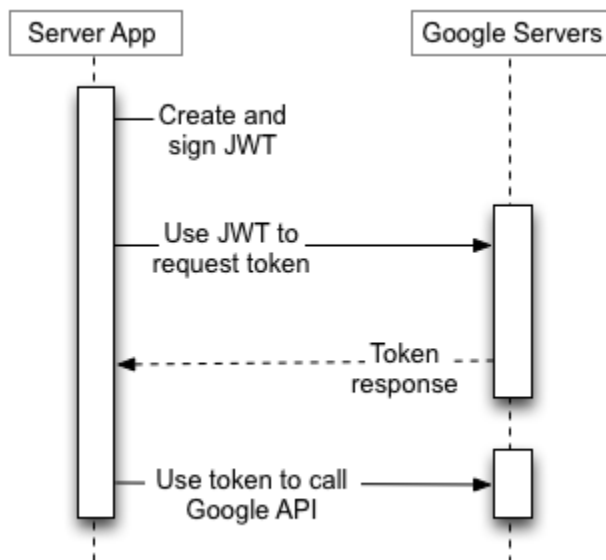 Server App
Google Servers
Create and
sign JWT
Use JWT to
request token
Token
response
Use token to call
Google API